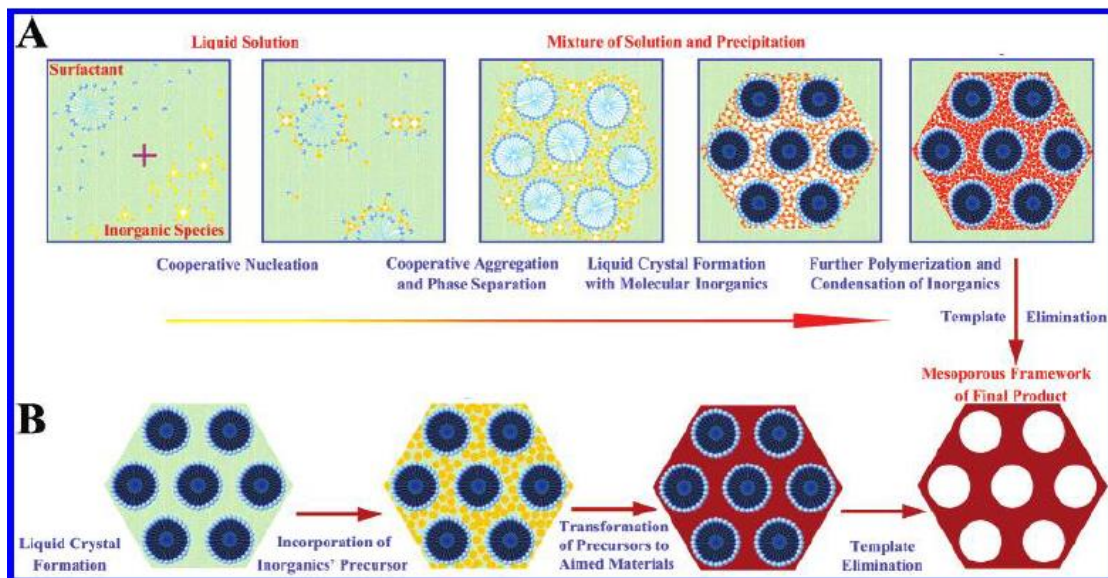 A
Liquid Solution
Mixture of Solution and Precipitation
Surfactant
Inorganic Species
Cooperative Nucleation
Cooperative Aggregation
and Phase Separation
Liquid Crystal Formation
with Molecular Inorganics
Further Polymerization and
Condensation of Inorganics
Template Elimination
Mesoporous Framework
of Final Product
B
Liquid Crystal
Formation
Incorporation of
Inorganics' Precursor
Transformation
of Precursors to
Aimed Materials
Template
Elimination